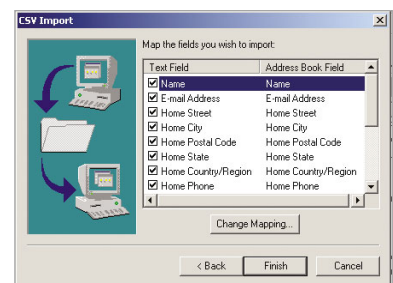 CSV Import
Map the fields you wish to import:
Text Field Address Book Field
Name Name
E-mail Address E-mail Address
Home Street Home Street
Home City Home City
Home Postal Code Home Postal Code
Home State Home State
Home Country/Region Home Country/Region
Home Phone Home Phone
Change Mapping...
< Back Finish Cancel